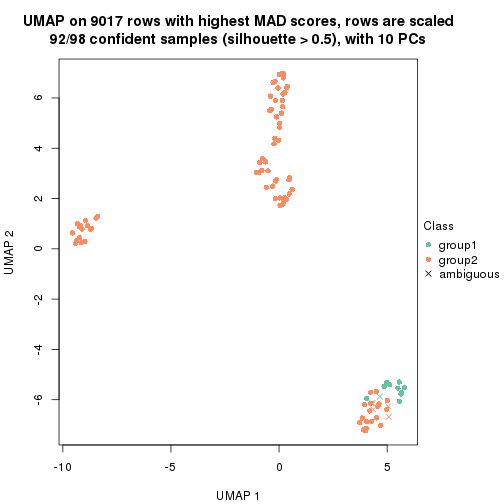 UMAP on 9017 rows with highest MAD scores, rows are scaled
92/98 confident samples (silhouette > 0.5), with 10 PCs
UMAP 2
6
4
2
0
-2
-4
-6
-10
-5
0
5
UMAP 1
Class
group1
group2
ambiguous